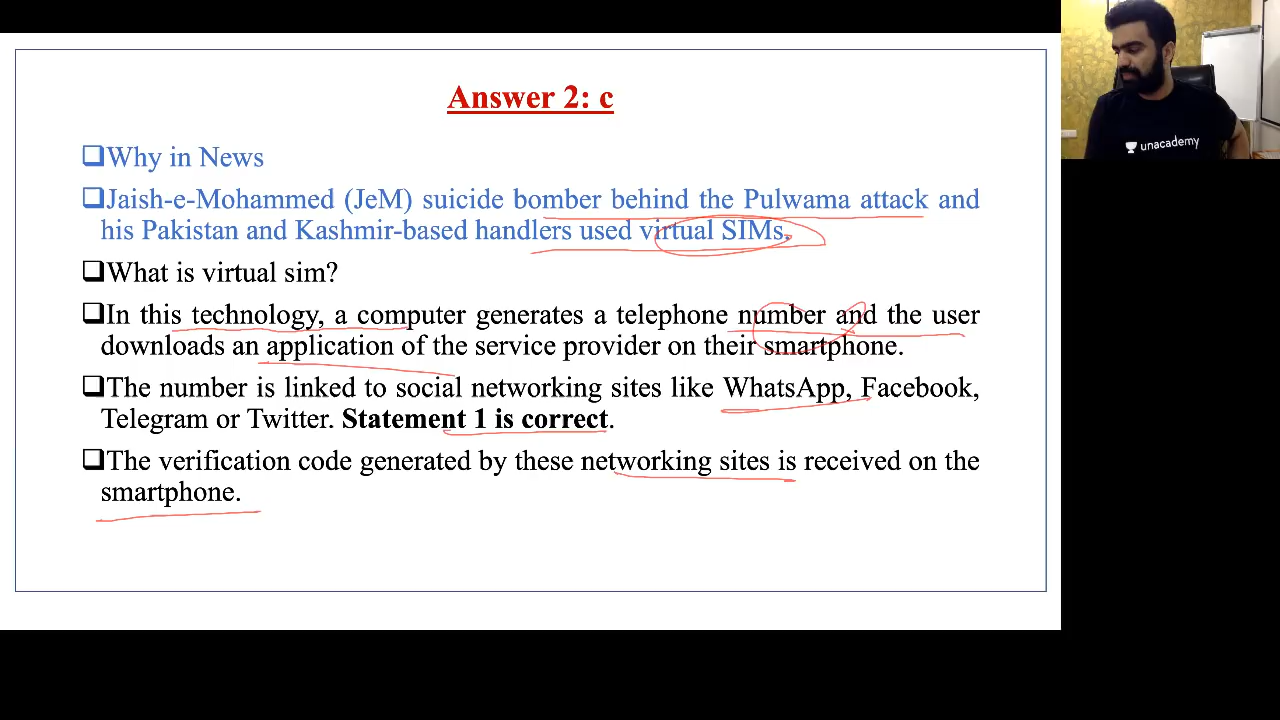 Answer 2: c
❑Why in News
❑Jaish-e-Mohammed (JeM) suicide bomber behind the Pulwama attack and
his Pakistan and Kashmir-based handlers used virtual SIMs.
❑What is virtual sim?
❑In this technology, a computer generates a telephone number and the user
downloads an application of the service provider on their smartphone.
❑The number is linked to social networking sites like WhatsApp, Facebook,
Telegram or Twitter. Statement 1 is correct.
❑The verification code generated by these networking sites is received on the
smartphone.
unacademy